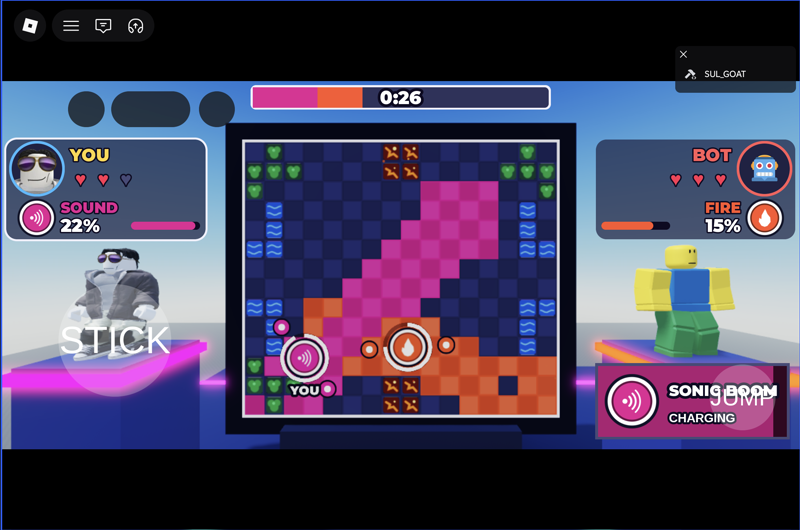 SUL_GOAT
0:26
YOU
SOUND
22%
BOT
FIRE
15%
STICK
YOU
SONIC BOOM
JUMP
CHARGING